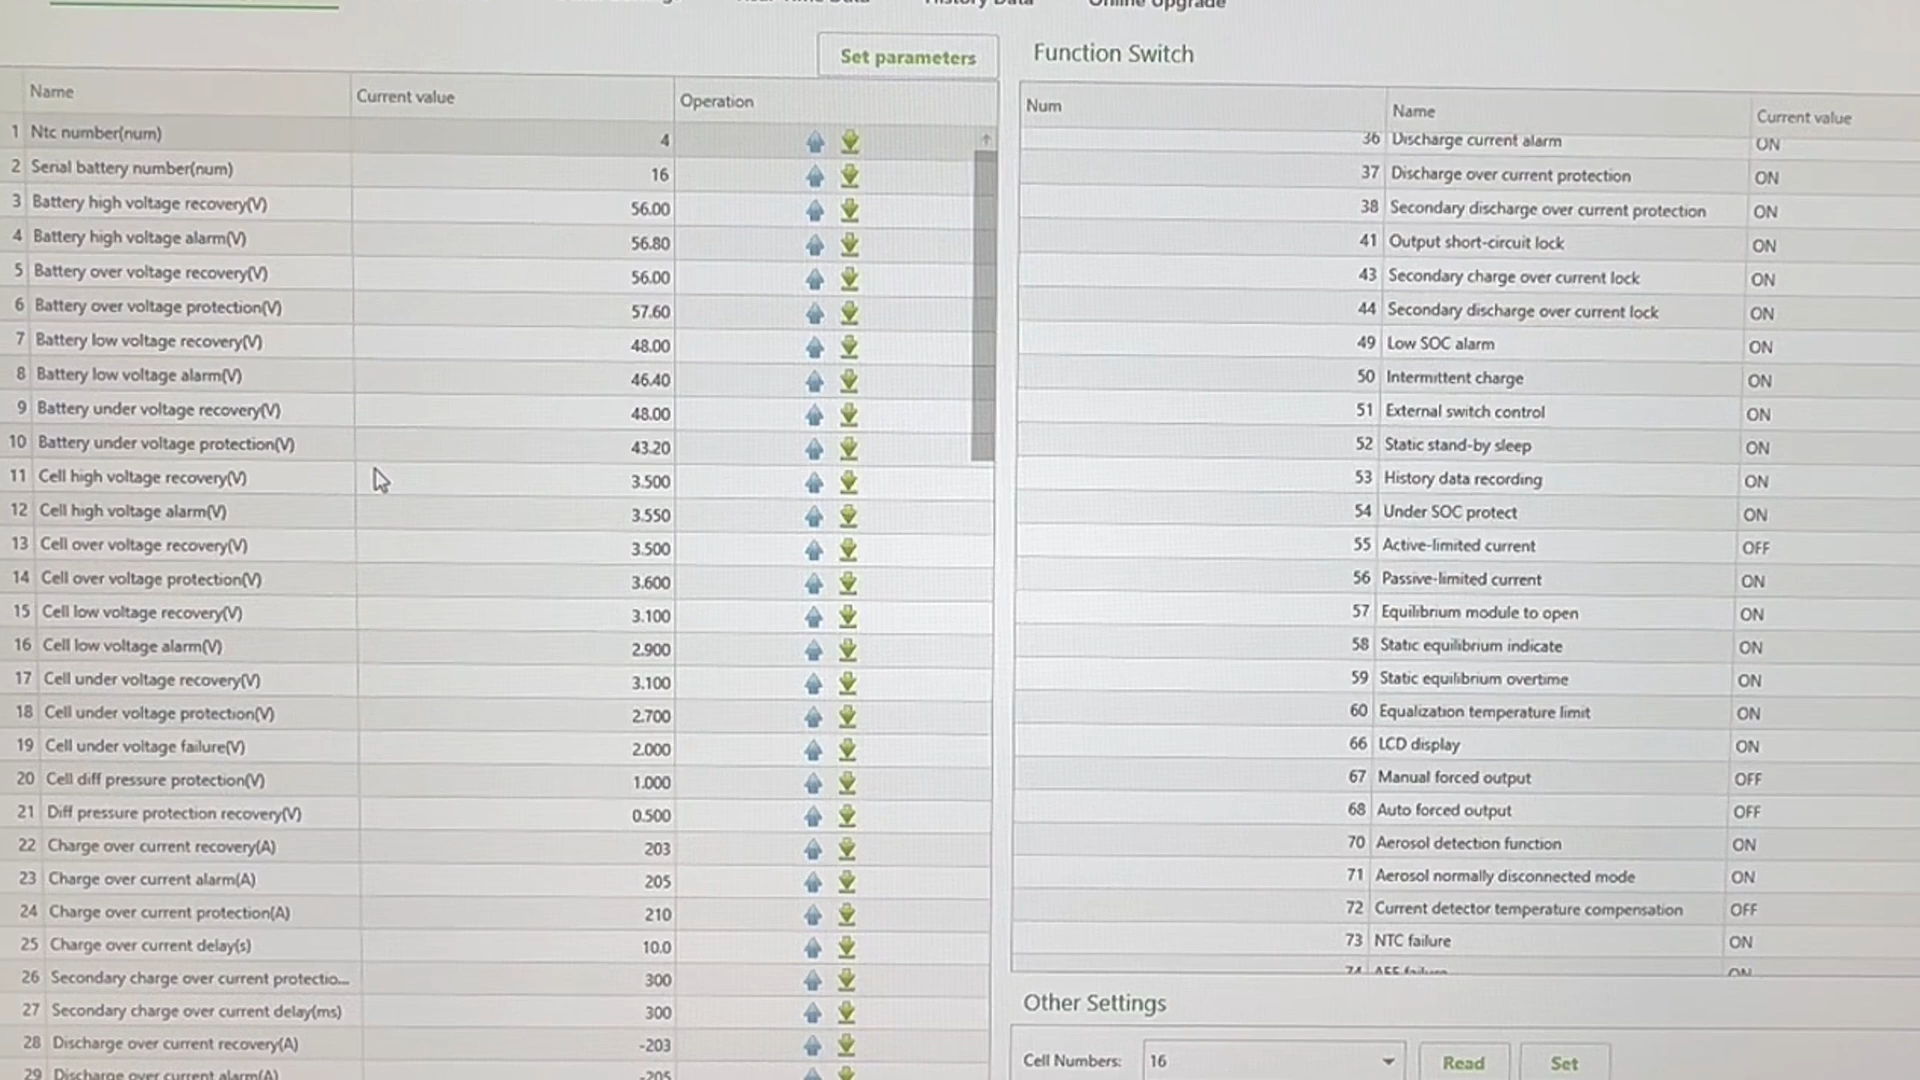 History Data
Online Upgrade
Set parameters
Name Current value Operation
1 Ntc number(num) 4
2 Serial battery number(num) 16
3 Battery high voltage recovery(V) 56.00
4 Battery high voltage alarm(V) 56.80
5 Battery over voltage recovery(V) 56.00
6 Battery over voltage protection(V) 57.60
7 Battery low voltage recovery(V) 48.00
8 Battery low voltage alarm(V) 46.40
9 Battery under voltage recovery(V) 48.00
10 Battery under voltage protection(V) 43.20
11 Cell high voltage recovery(V) 3.500
12 Cell high voltage alarm(V) 3.550
13 Cell over voltage recovery(V) 3.500
14 Cell over voltage protection(V) 3.600
15 Cell low voltage recovery(V) 3.100
16 Cell low voltage alarm(V) 2.900
17 Cell under voltage recovery(V) 3.100
18 Cell under voltage protection(V) 2.700
19 Cell under voltage failure(V) 2.000
20 Cell diff pressure protection(V) 1.000
21 Diff pressure protection recovery(V) 0.500
22 Charge over current recovery(A) 203
23 Charge over current alarm(A) 205
24 Charge over current protection(A) 210
25 Charge over current delay(s) 10.0
26 Secondary charge over current protectio... 300
27 Secondary charge over current delay(ms) 300
28 Discharge over current recovery(A) -203
29 Discharge over current alarm(A) -205
Function Switch
Num Name Current value
36 Discharge current alarm ON
37 Discharge over current protection ON
38 Secondary discharge over current protection ON
41 Output short-circuit lock ON
43 Secondary charge over current lock ON
44 Secondary discharge over current lock ON
49 Low SOC alarm ON
50 Intermittent charge ON
51 External switch control ON
52 Static stand-by sleep ON
53 History data recording ON
54 Under SOC protect ON
55 Active-limited current OFF
56 Passive-limited current ON
57 Equilibrium module to open ON
58 Static equilibrium indicate ON
59 Static equilibrium overtime ON
60 Equalization temperature limit ON
66 LCD display ON
67 Manual forced output OFF
68 Auto forced output OFF
70 Aerosol detection function ON
71 Aerosol normally disconnected mode ON
72 Current detector temperature compensation OFF
73 NTC failure ON
74 ON
Other Settings
Cell Numbers: 16 Read Set